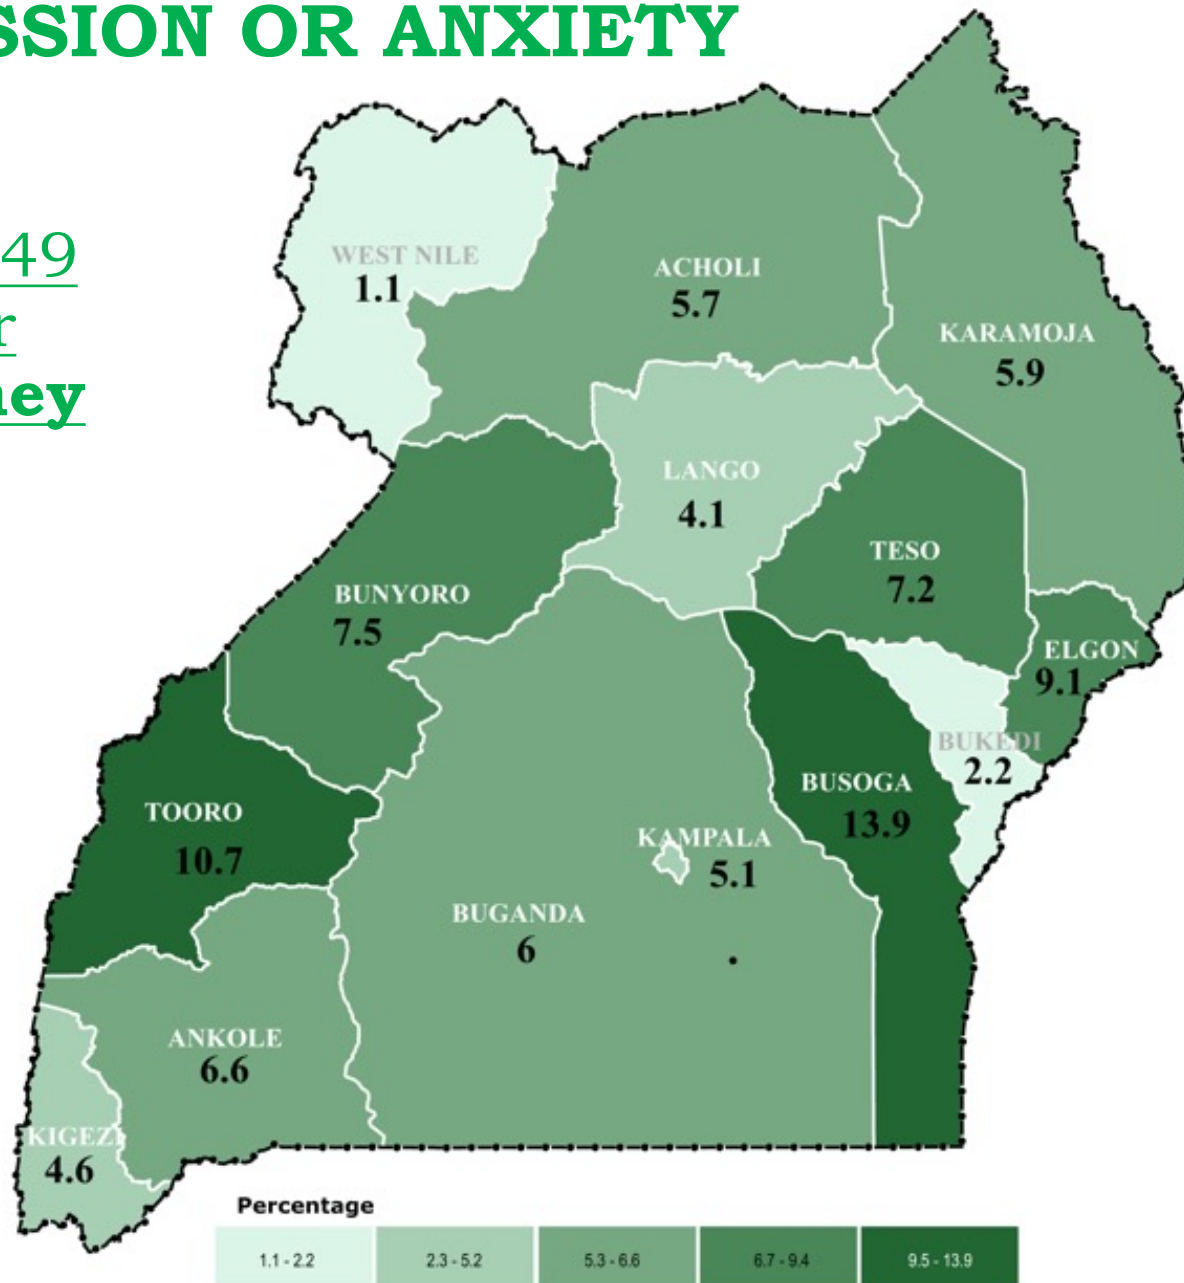 SSION OR ANXIETY
49
r
ney
WEST NILE
1.1
ACHOLI
5.7
KARAMOJA
5.9
LANGO
4.1
TESO
7.2
BUNYORO
7.5
ELGON
9.1
BUKEDI
2.2
BUSOGA
13.9
TOORO
10.7
KAMPALA
5.1
BUGANDA
6
ANKOLE
6.6
KIGEZI
4.6
Percentage
1.1 - 2.2 2.3 - 5.2 5.3 - 6.6 6.7 - 9.4 9.5 - 13.9